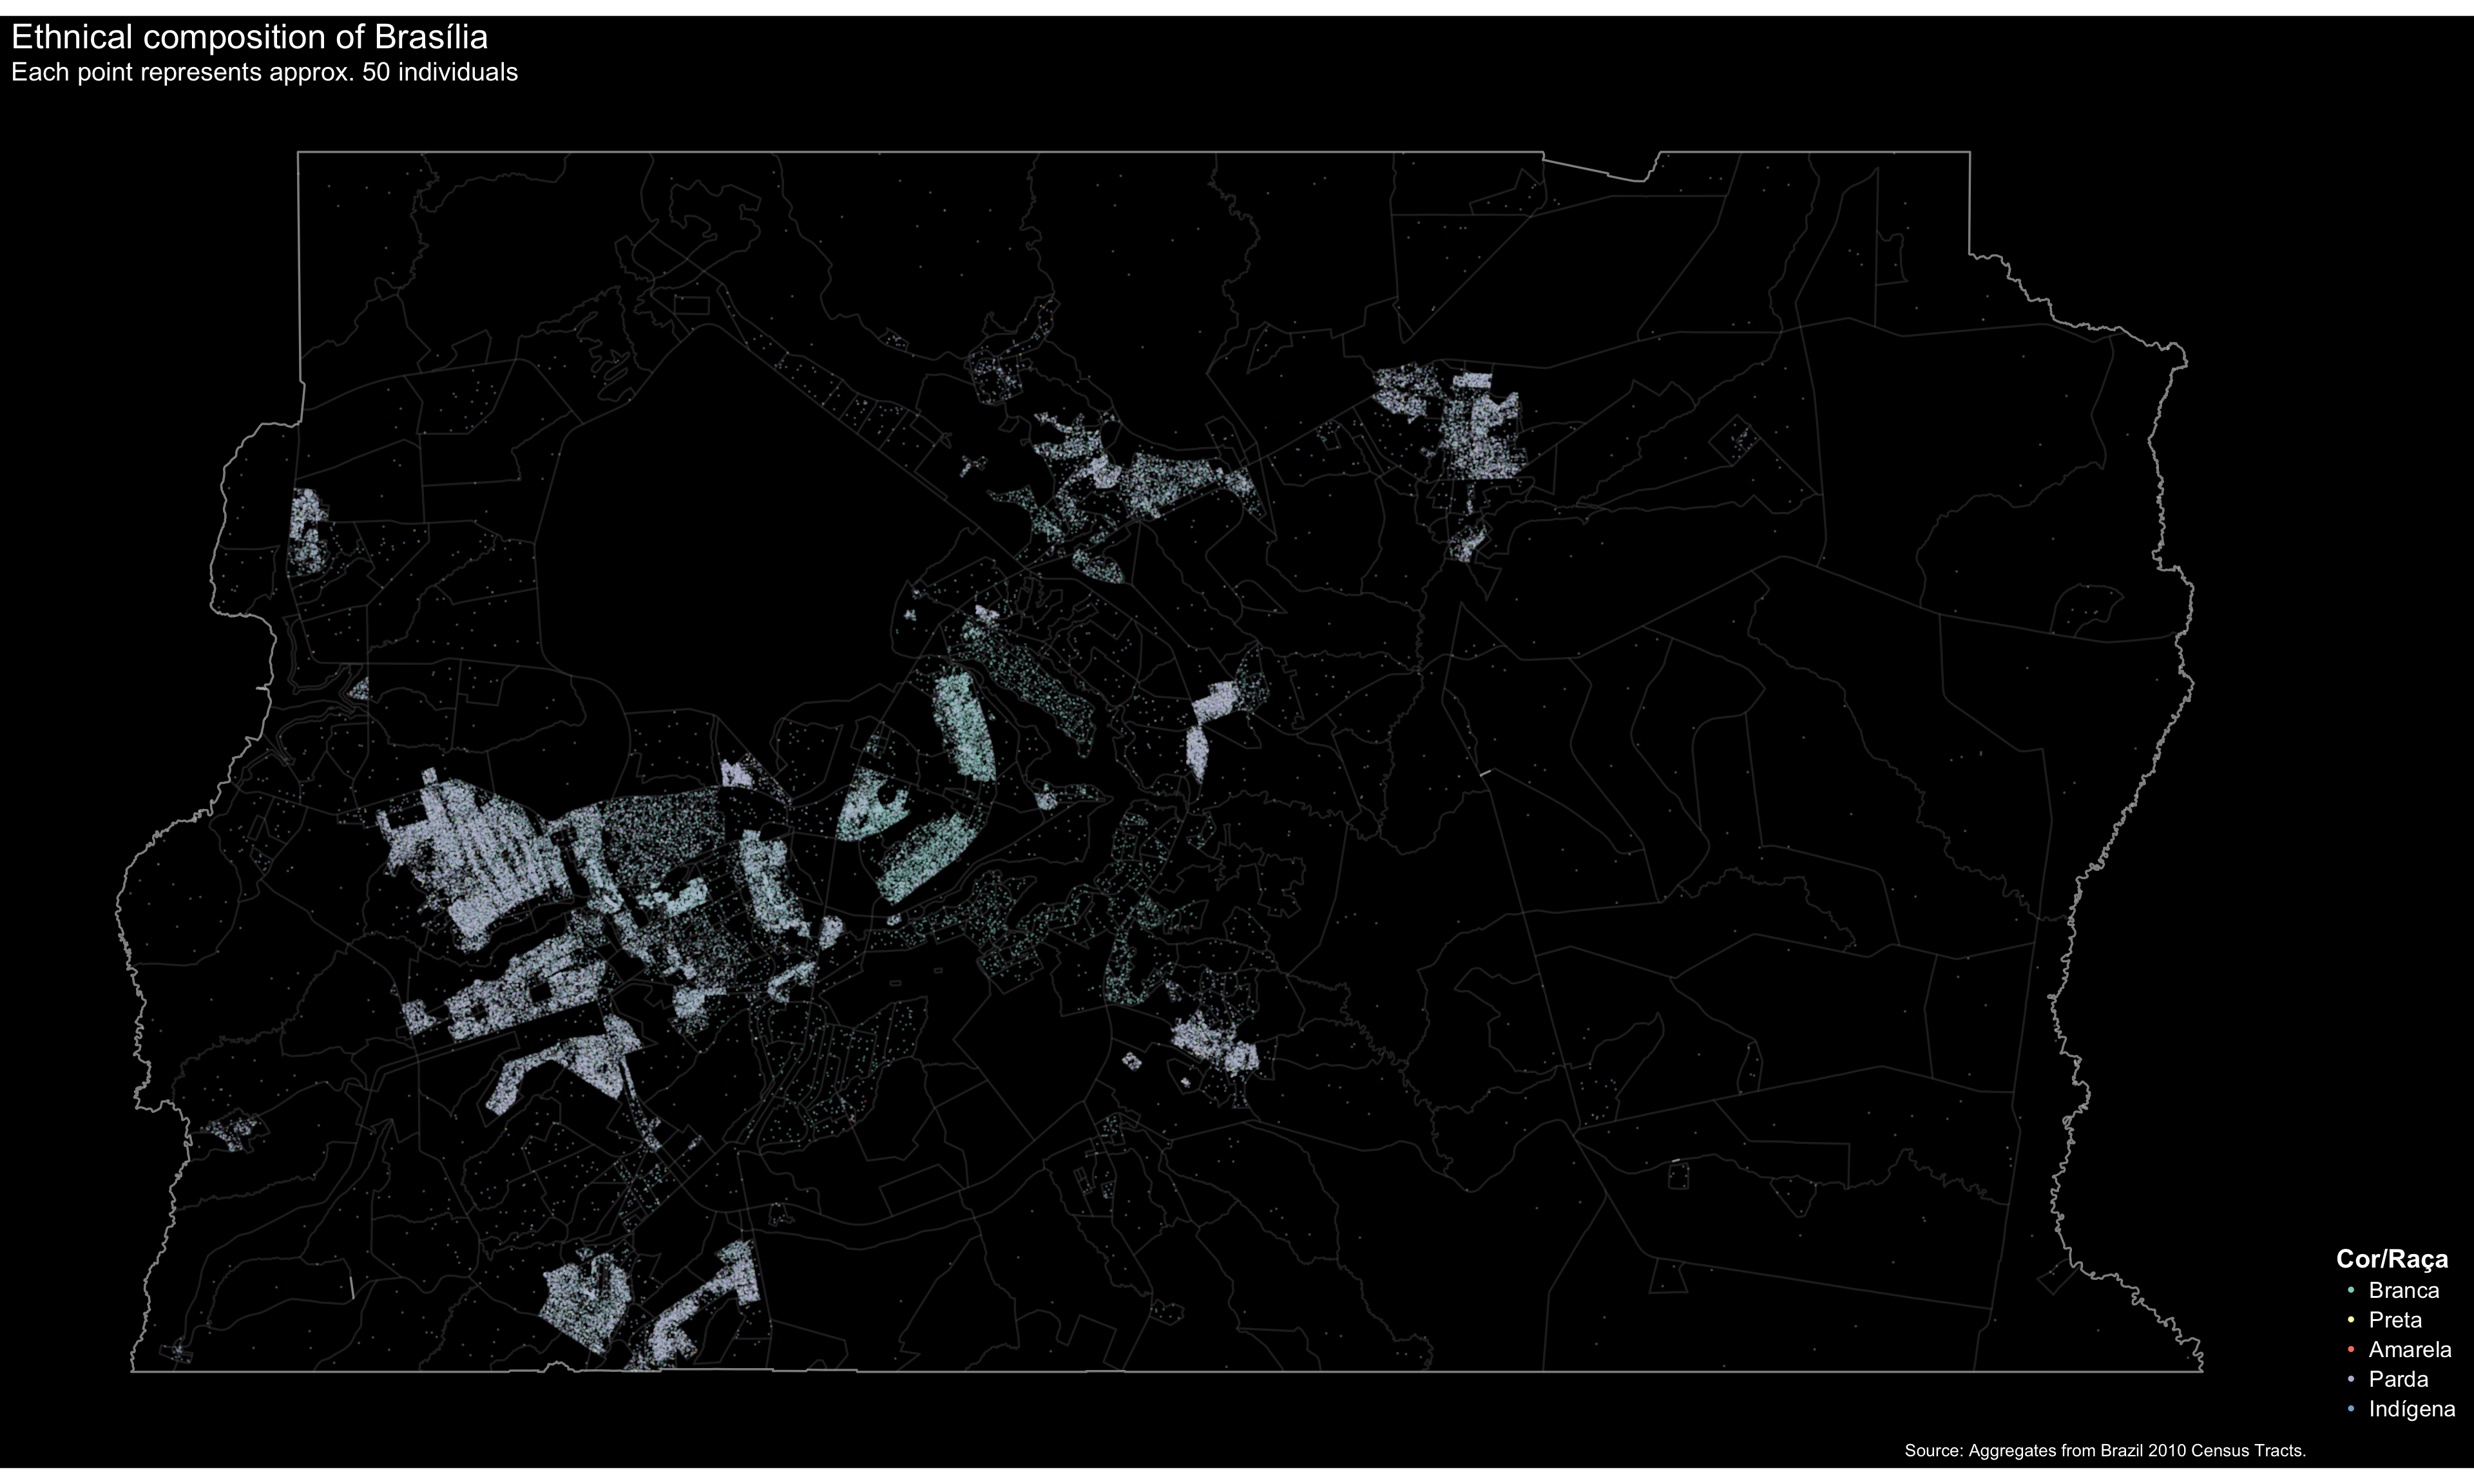 Ethnical composition of Brasília
Each point represents approx. 50 individuals
Cor/Raça
Branca
Preta
Amarela
Parda
Indígena
Source: Aggregates from Brazil 2010 Census Tracts.